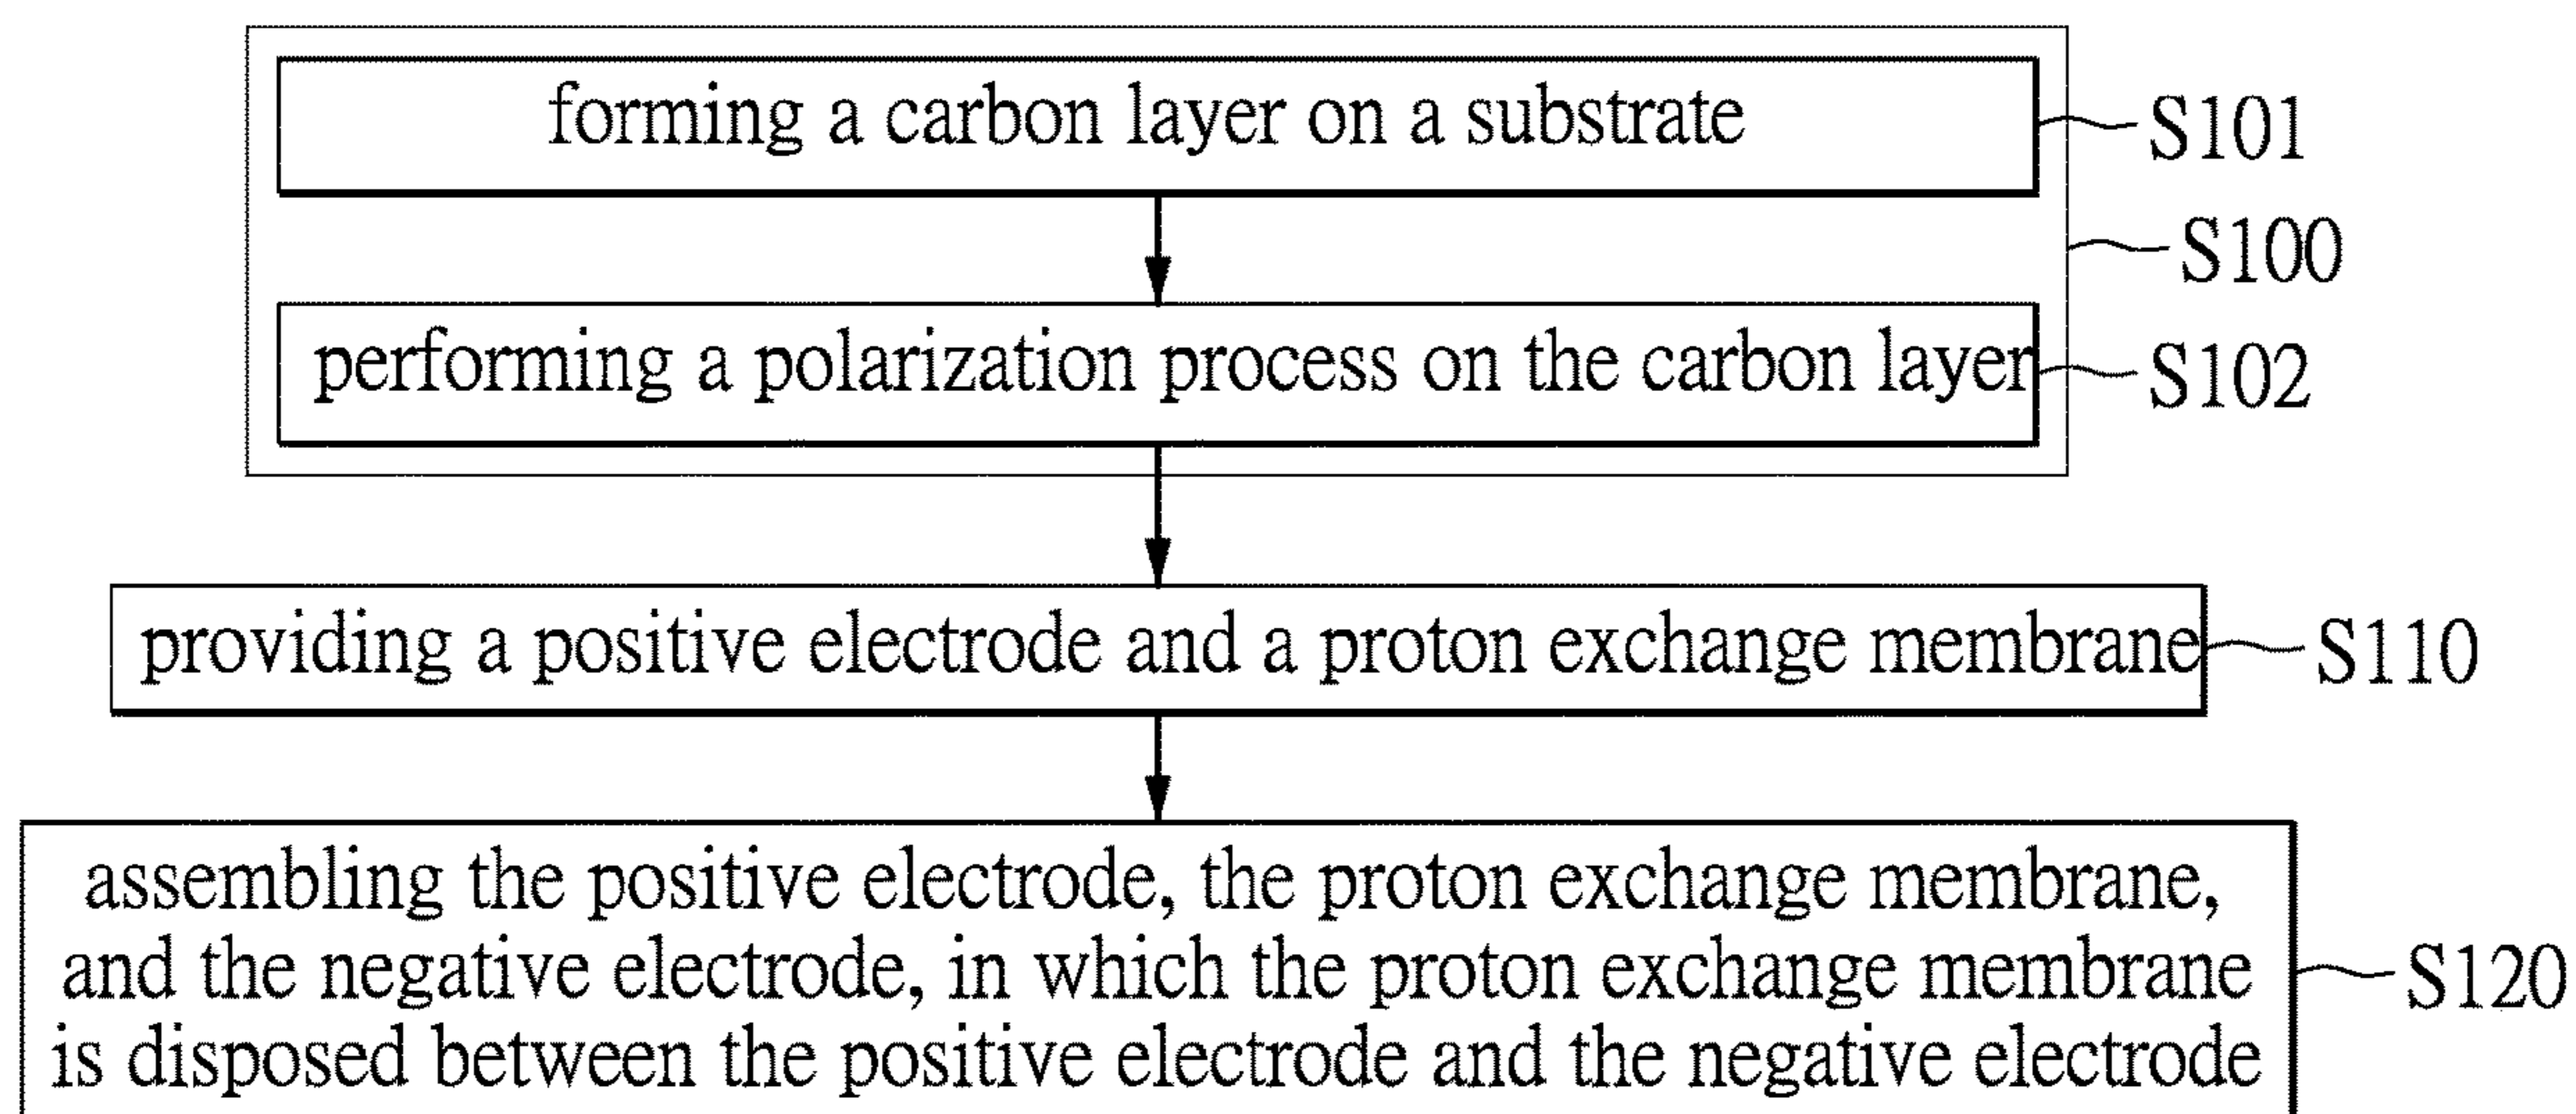 forming a carbon layer on a substrate
S101
S100
performing a polarization process on the carbon layer
S102
providing a positive electrode and a proton exchange membrane
S110
assembling the positive electrode, the proton exchange membrane,
and the negative electrode, in which the proton exchange membrane
S120
is disposed between the positive electrode and the negative electrode